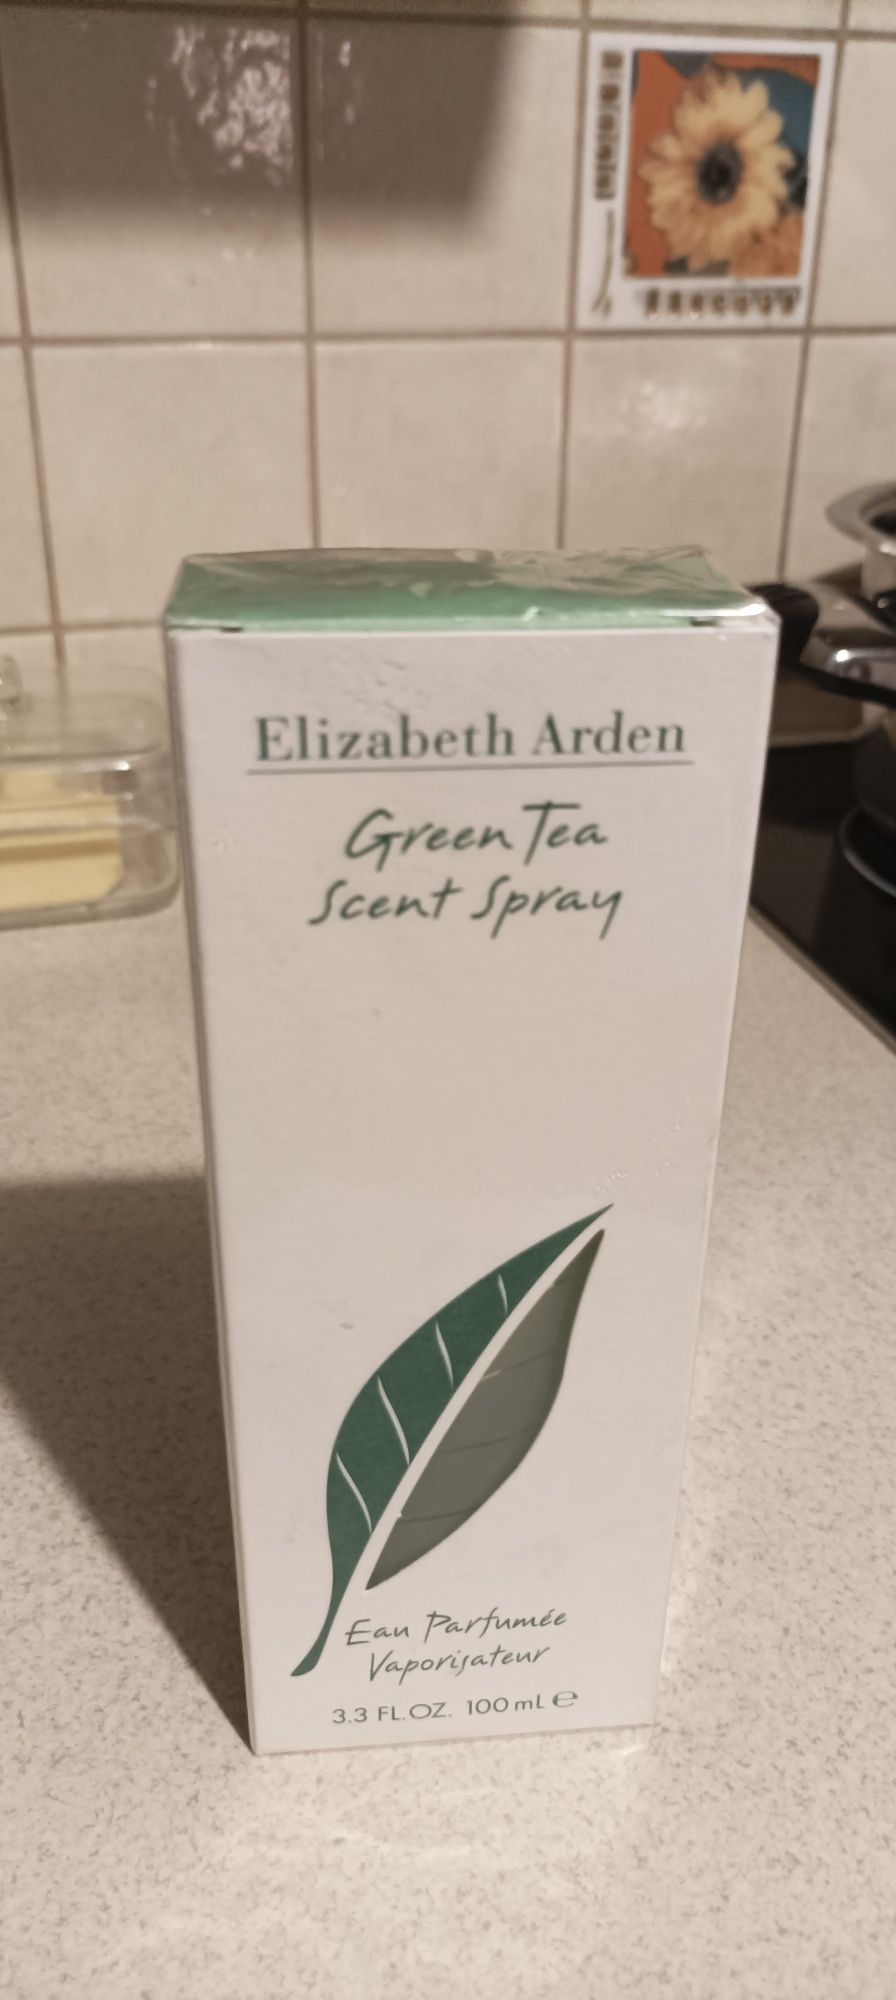 Elizabeth Arden
Green Tea
Scent Spray
Eau Parfumée
Vaporisateur
3.3 FL.OZ. 100 mL ℮